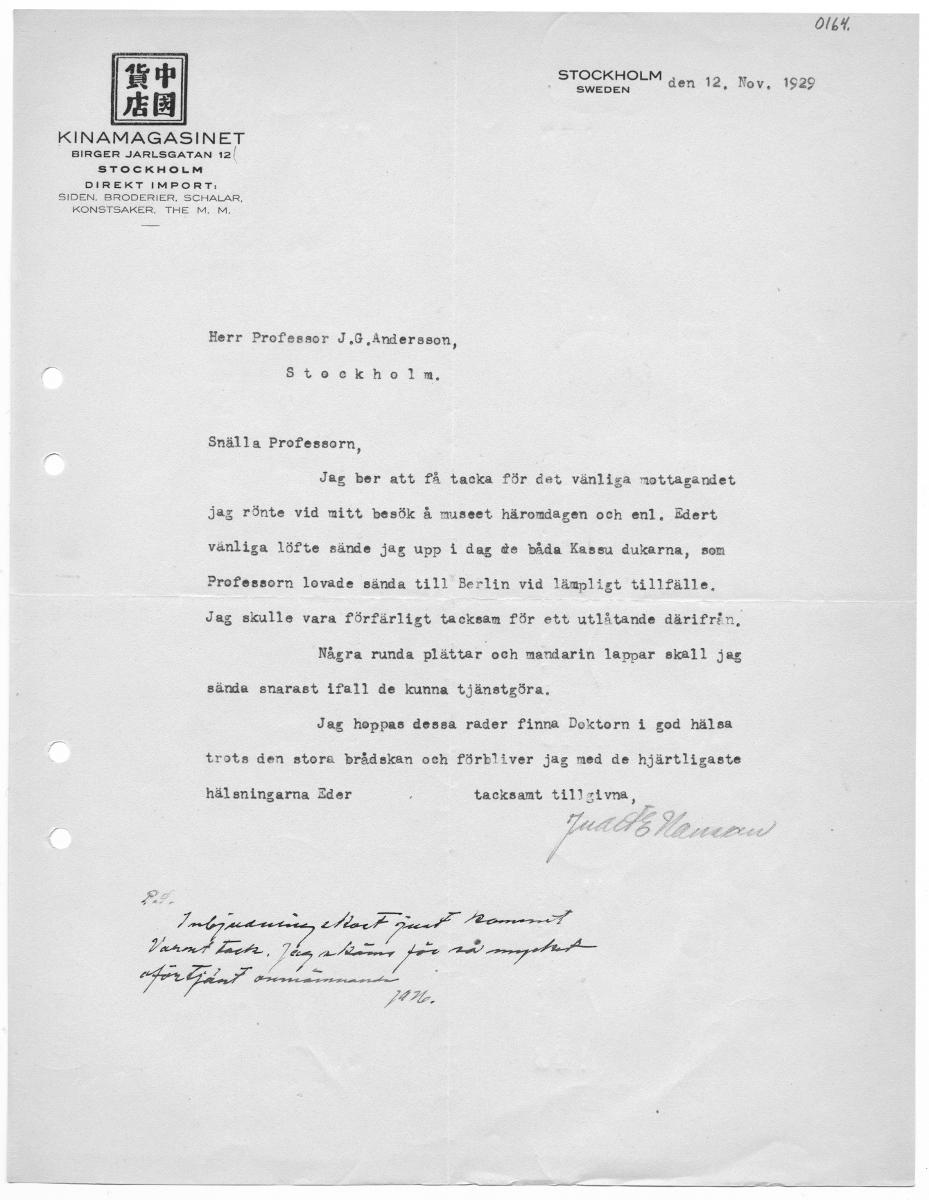 0164.
中國
貨店
KINAMAGASINET
BIRGER JARLSGATAN 12
STOCKHOLM
DIREKT IMPORT:
SIDEN, BRODERIER, SCHALAR,
KONSTSAKER, THE M. M.
STOCKHOLM
SWEDEN
den 12. Nov. 1929
Herr Professor J.G.Andersson,
S t o c k h o l m.
Snälla Professorn,
Jag ber att få tacka för det vänliga mottagandet
jag rönte vid mitt besök å museet häromdagen och enl. Edert
vänliga löfte sände jag upp i dag de båda Kassu dukarna, som
Professorn lovade sända till Berlin vid lämpligt tillfälle.
Jag skulle vara förfärligt tacksam för ett utlåtande därifrån.
Några runda plättar och mandarin lappar skall jag
sända snarast ifall de kunna tjänstgöra.
Jag hoppas dessa rader finna Doktorn i god hälsa
trots den stora brådskan och förbliver jag med de hjärtligaste
hälsningarna Eder tacksamt tillgivna,
P.S.
Inbjudningskort just kommet
Varmt tack. Jag skäms för så mycket
oförtjänt